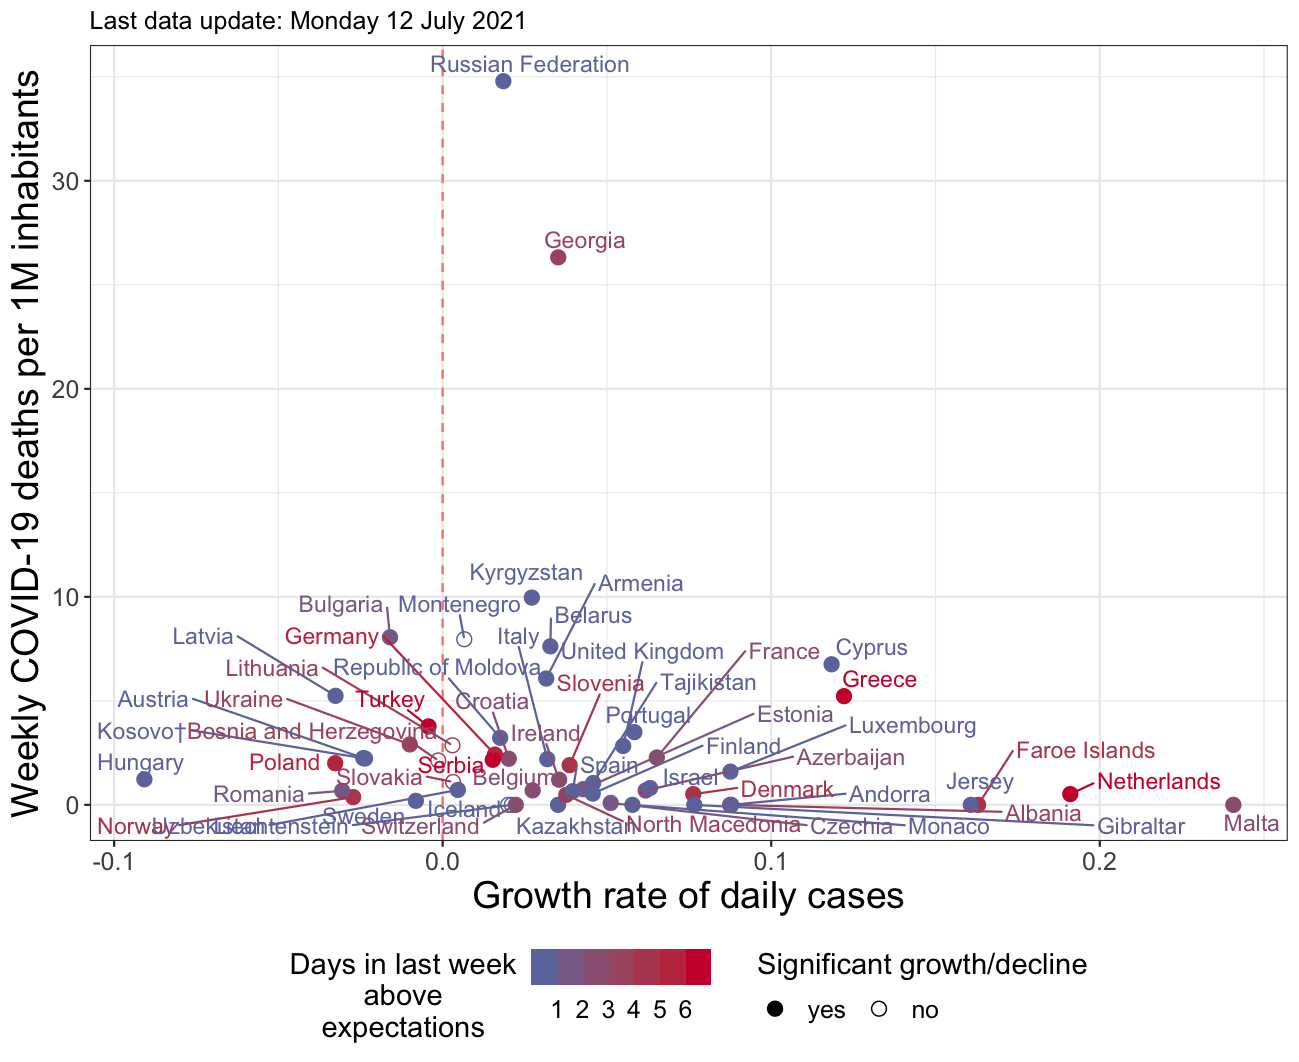 Last data update: Monday 12 July 2021
Weekly COVID-19 deaths per 1M inhabitants
30
20
10
0
Russian Federation
Georgia
Kyrgyzstan
Armenia
Bulgaria
Montenegro
Belarus
Latvia
Germany
Italy
United Kingdom
France
Cyprus
Lithuania
Republic of Moldova
Slovenia
Tajikistan
Greece
Austria
Ukraine
Turkey
Croatia
Portugal
Estonia
Luxembourg
Kosovo†
Bosnia and Herzegovina
Ireland
Finland
Azerbaijan
Faroe Islands
Hungary
Poland
Serbia
Spain
Slovakia
Belgium
Israel
Jersey
Netherlands
Romania
Denmark
Andorra
Sweden
Iceland
Albania
Norway
Uzbekistan
Liechtenstein
Switzerland
Kazakhstan
North Macedonia
Czechia
Monaco
Gibraltar
Malta
-0.1
0.0
0.1
0.2
Growth rate of daily cases
Days in last week
above
expectations
1 2 3 4 5 6
Significant growth/decline
yes
no